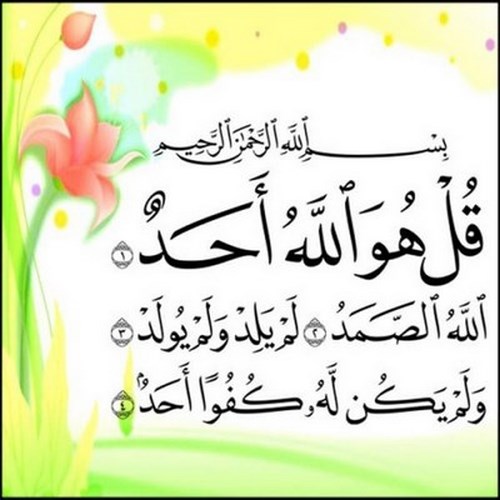 بِسْمِ ٱللَّهِ ٱلرَّحْمَٰنِ ٱلرَّحِيمِ
قُلْ هُوَ ٱللَّهُ أَحَدٌ ١
ٱللَّهُ ٱلصَّمَدُ ٢ لَمْ يَلِدْ وَلَمْ يُولَدْ ٣
وَلَمْ يَكُن لَّهُۥ كُفُوًا أَحَدٌۢ ٤